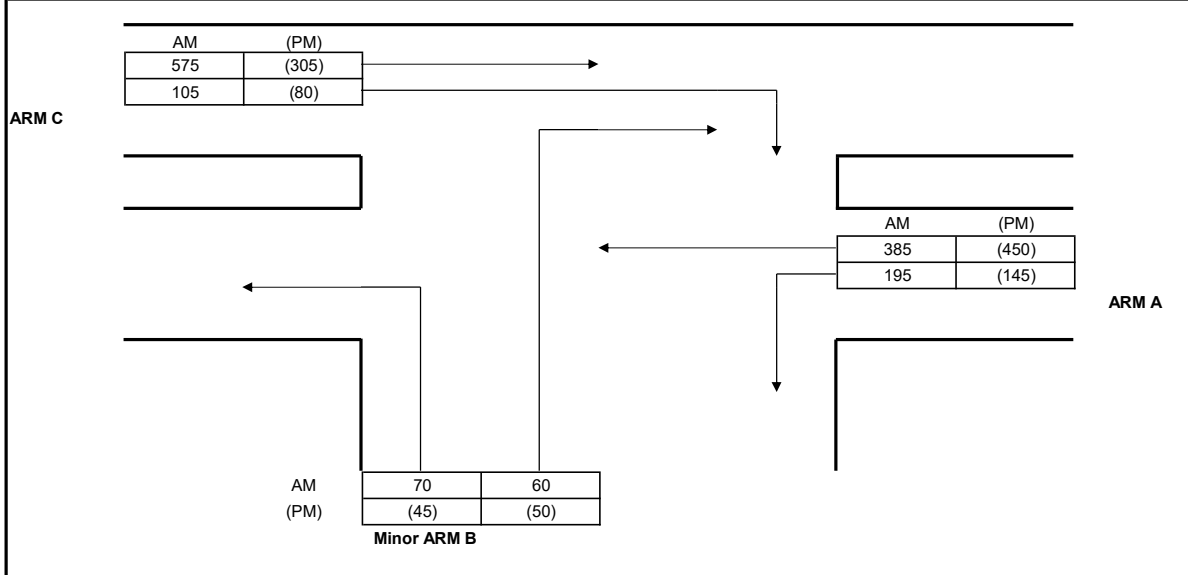 AM (PM)
575 (305)
105 (80)
ARM C
AM (PM)
385 (450)
195 (145)
ARM A
AM 70 60
(PM) (45) (50)
Minor ARM B